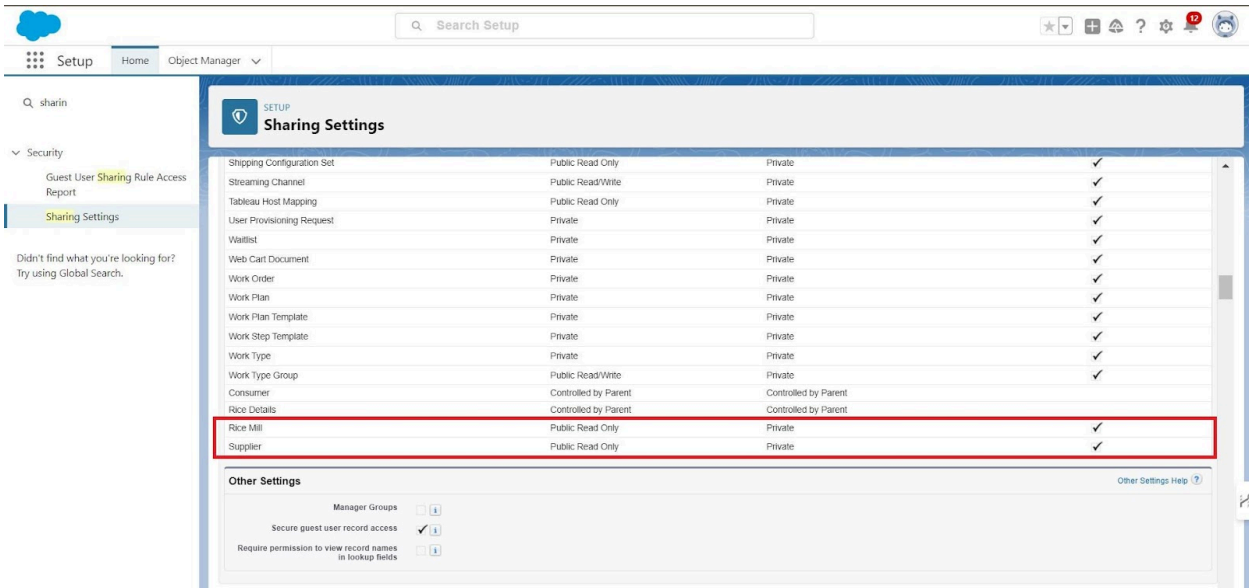 Search Setup
12
Setup Home Object Manager
sharin
Security
Guest User Sharing Rule Access
Report
Sharing Settings
Didn't find what you're looking for?
Try using Global Search.
SETUP
Sharing Settings
Shipping Configuration Set Public Read Only Private
Streaming Channel Public Read/Write Private
Tableau Host Mapping Public Read Only Private
User Provisioning Request Private Private
Waitlist Private Private
Web Cart Document Private Private
Work Order Private Private
Work Plan Private Private
Work Plan Template Private Private
Work Step Template Private Private
Work Type Private Private
Work Type Group Public Read/Write Private
Consumer Controlled by Parent Controlled by Parent
Rice Details Controlled by Parent Controlled by Parent
Rice Mill Public Read Only Private
Supplier Public Read Only Private
Other Settings Other Settings Help ?
Manager Groups i
Secure guest user record access i
Require permission to view record names i
in lookup fields